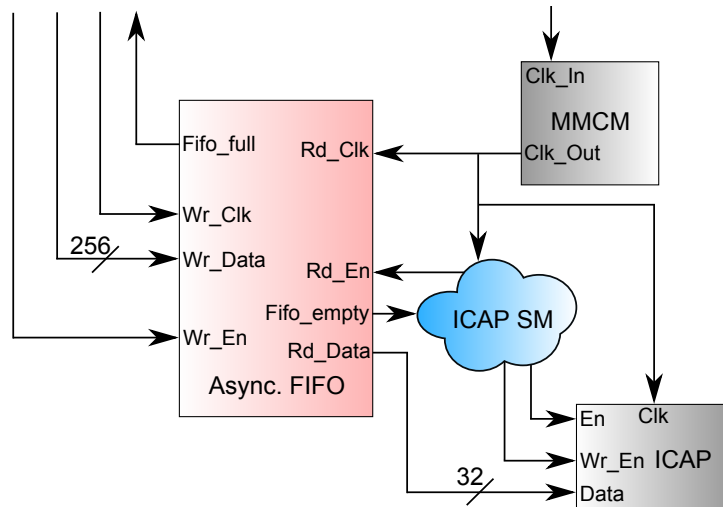 Clk_In
MMCM
Clk_Out
Fifo_full
Rd_Clk
Wr_Clk
256
Wr_Data
Rd_En
Fifo_empty
ICAP SM
Wr_En
Rd_Data
Async. FIFO
En
Clk
Wr_En
ICAP
32
Data